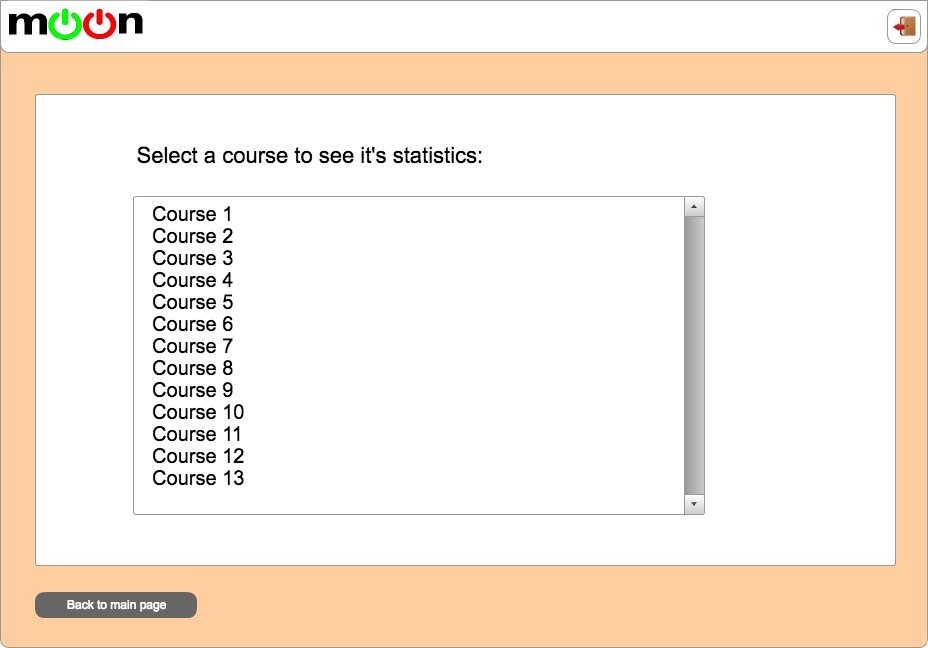 moon
Select a course to see it's statistics:
Course 1
Course 2
Course 3
Course 4
Course 5
Course 6
Course 7
Course 8
Course 9
Course 10
Course 11
Course 12
Course 13
Back to main page